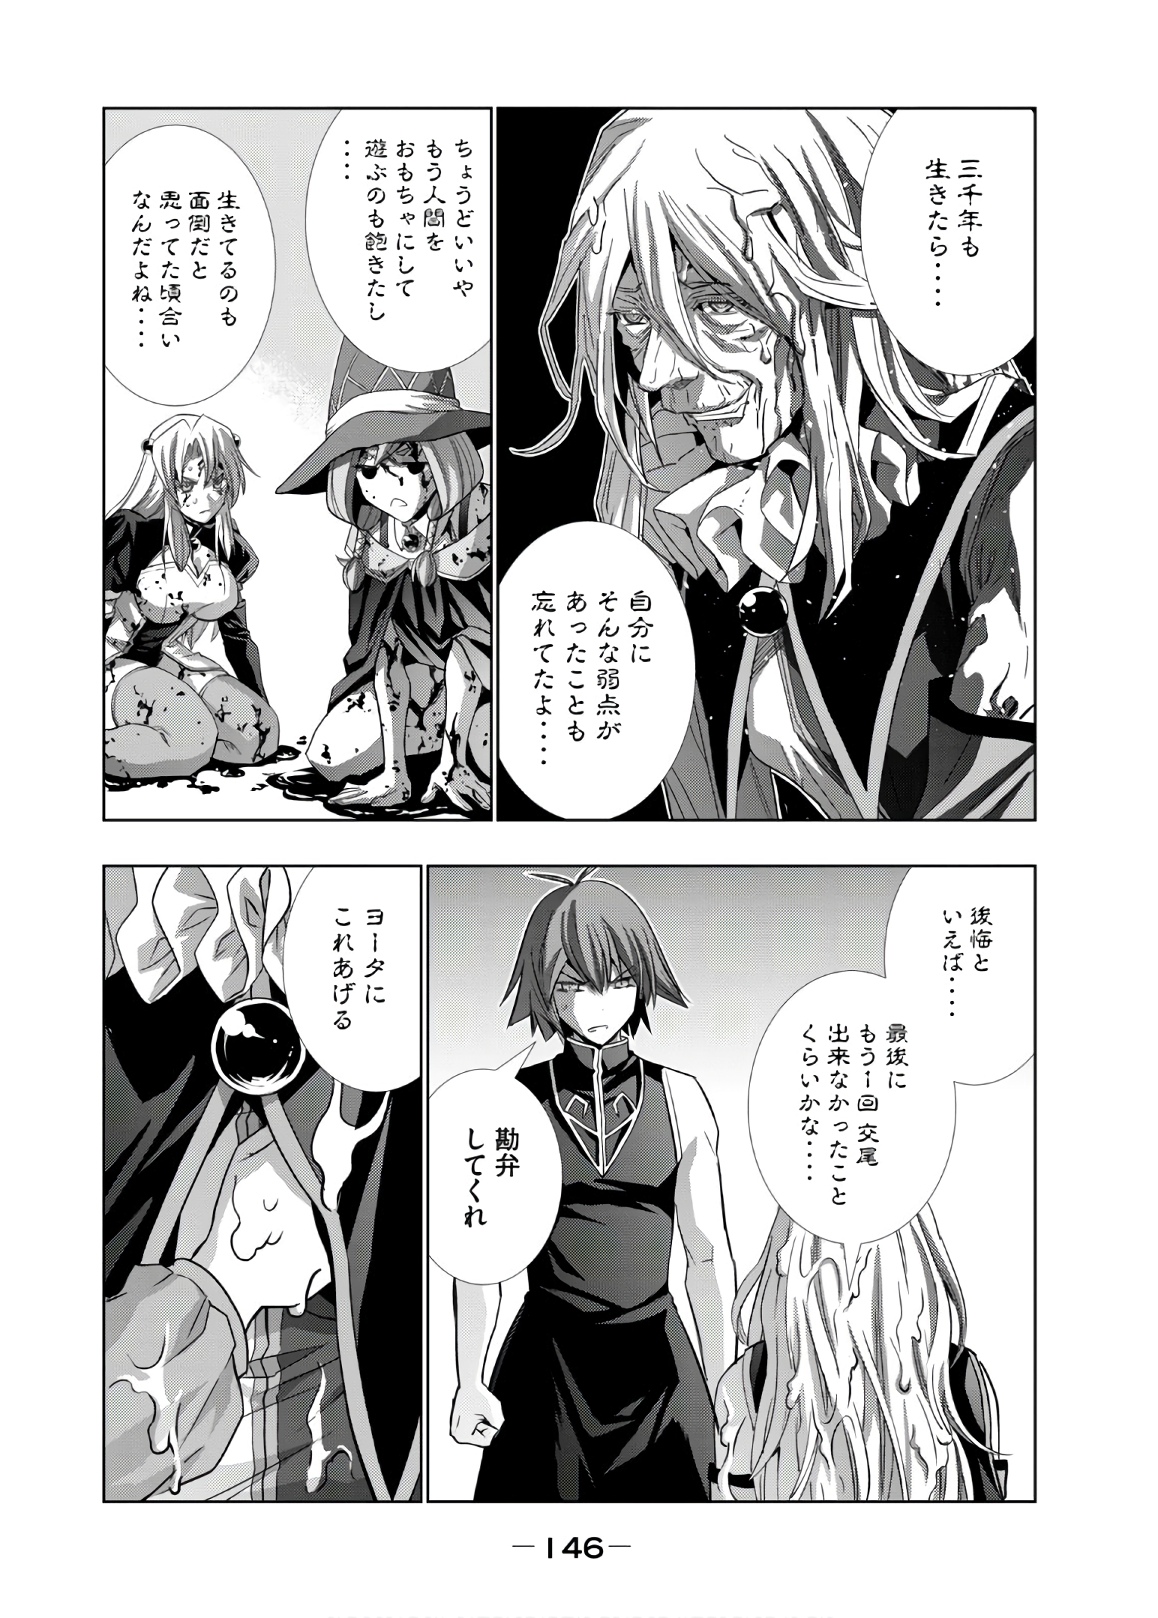 三千年も
生きたら‥‥
自分に
そんな弱点が
あったことも
忘れてたよ‥‥
ちょうどいいや
もう人間を
おもちゃにして
遊ぶのも飽きたし
‥‥
生きてるのも
面倒だと
思ってた頃合い
なんだよね‥‥
後悔と
いえば‥‥
最後に
もう1回交尾
出来なかったこと
くらいかな‥‥
勘弁
してくれ
ヨータに
これあげる
—146—